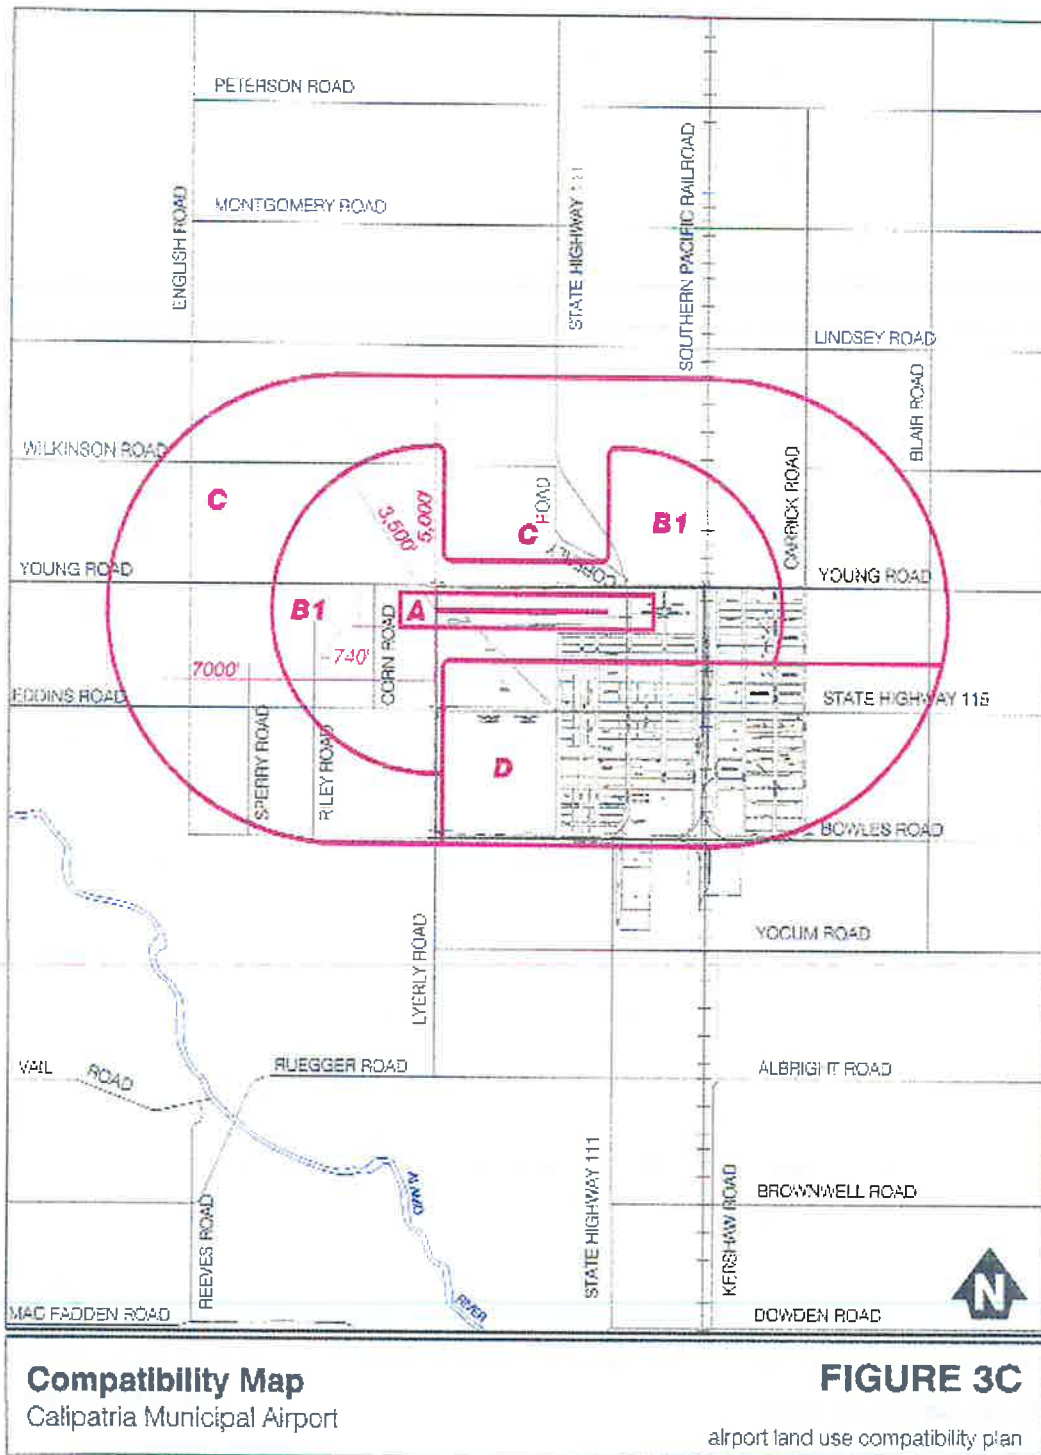 PETERSON ROAD
MONTGOMERY ROAD
ENGLISH ROAD
STATE HIGHWAY 111
SOUTHERN PACIFIC RAILROAD
LINDSEY ROAD
BLAIR ROAD
WILKINSON ROAD
C
3,500'
5,000'
ROAD
C
B1
CARRICK ROAD
YOUNG ROAD
YOUNG ROAD
B1
CORN ROAD
A
740'
7000'
EDDINS ROAD
STATE HIGHWAY 115
SPERRY ROAD
RILEY ROAD
D
BOWLES ROAD
LYERLY ROAD
YOCUM ROAD
VAIL ROAD
RUEGGER ROAD
ALBRIGHT ROAD
REEVES ROAD
STATE HIGHWAY 111
KERSHAW ROAD
BROWNWELL ROAD
RIVER
MAC FADDEN ROAD
DOWDEN ROAD
N
Compatibility Map
Calipatria Municipal Airport
FIGURE 3C
airport land use compatibility plan